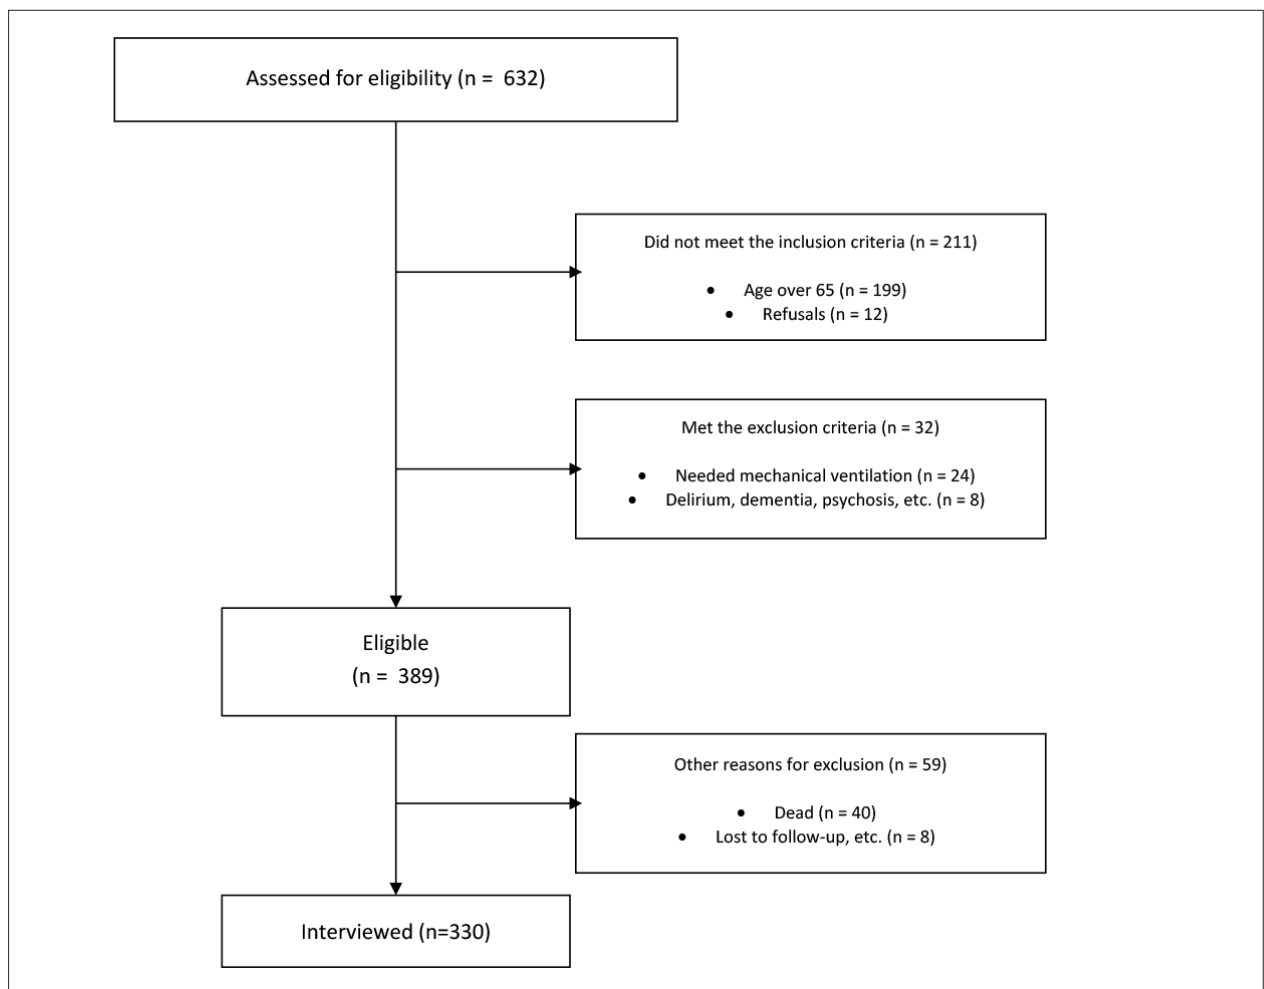 Assessed for eligibility (n =  632)
Did not meet the inclusion criteria (n = 211)
• Age over 65 (n = 199)
• Refusals (n = 12)
Met the exclusion criteria (n = 32)
• Needed mechanical ventilation (n = 24)
• Delirium, dementia, psychosis, etc. (n = 8)
Eligible
(n =  389)
Other reasons for exclusion (n = 59)
• Dead (n = 40)
• Lost to follow-up, etc. (n = 8)
Interviewed (n=330)